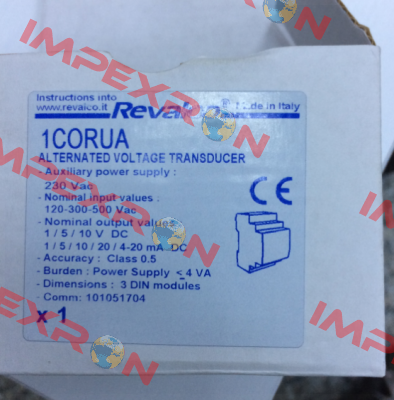 Instructions into
www.revalco.it
Revalco® Made in Italy
1CORUA
ALTERNATED VOLTAGE TRANSDUCER
- Auxiliary power supply :
230 Vac
- Nominal input values :
120-300-500 Vac
- Nominal output values :
1 / 5 / 10 V DC
1 / 5 / 10 / 20 / 4-20 mA DC
- Accuracy : Class 0.5
- Burden : Power Supply ≤ 4 VA
- Dimensions : 3 DIN modules
- Comm: 101051704
x 1
CE
IMPEXRON
IMPEXRON
IMPEXRON